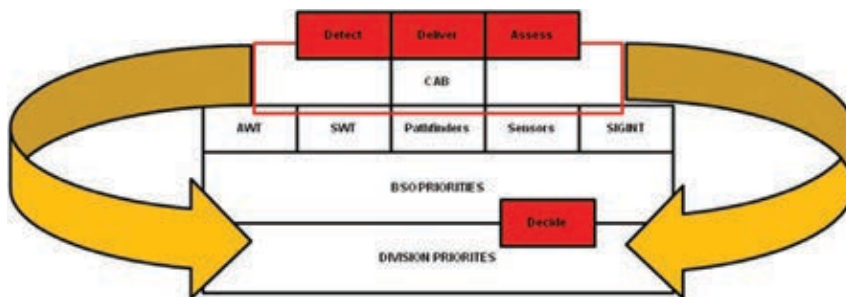 Detect Deliver Assess
CAB
AWT SWT Pathfinders Sensors SIGINT
BSO PRIORITIES
Decide
DIVISION PRIORITES